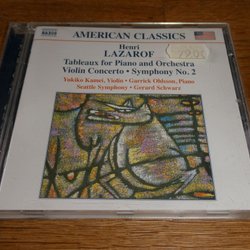 NAXOS
AMERICAN CLASSICS
Henri
LAZAROF
Tableaux for Piano and Orchestra
Violin Concerto • Symphony No. 2
Yukiko Kamei, Violin • Garrick Ohlsson, Piano
Seattle Symphony • Gerard Schwarz